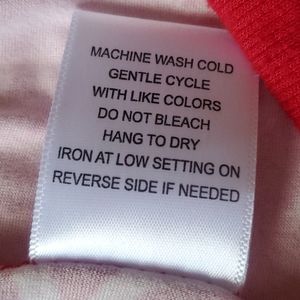 MACHINE WASH COLD
GENTLE CYCLE
WITH LIKE COLORS
DO NOT BLEACH
HANG TO DRY
IRON AT LOW SETTING ON
REVERSE SIDE IF NEEDED